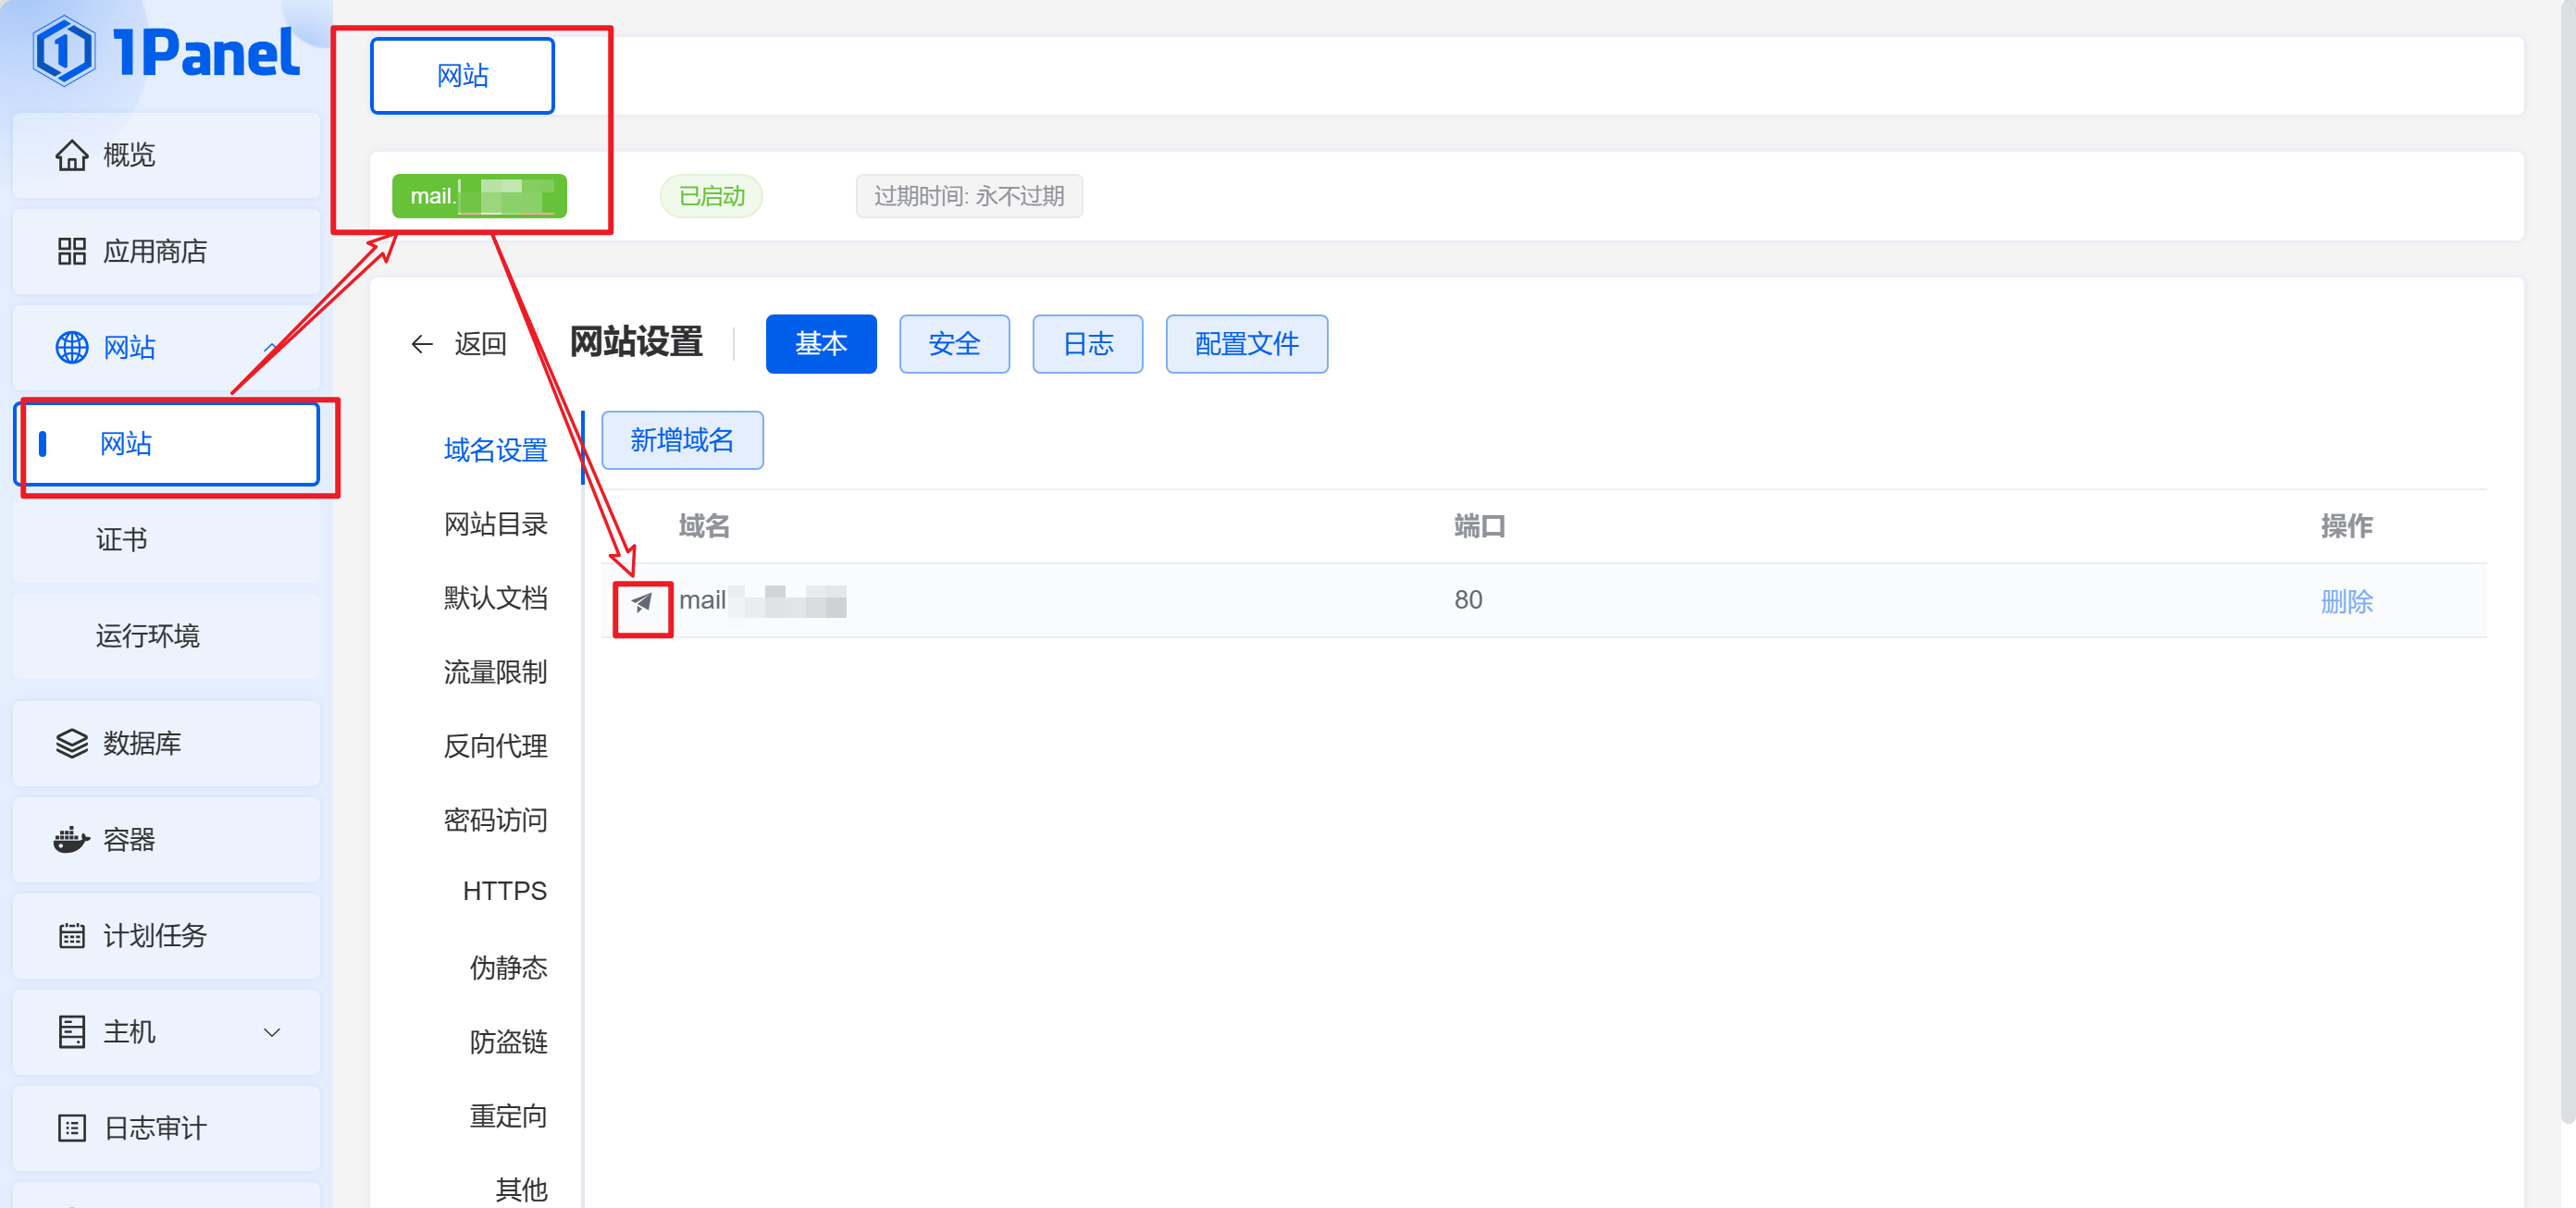 1Panel
概览
应用商店
网站
网站
证书
运行环境
数据库
容器
计划任务
主机
日志审计
网站
mail.
已启动
过期时间: 永不过期
返回
网站设置
基本
安全
日志
配置文件
域名设置
网站目录
默认文档
流量限制
反向代理
密码访问
HTTPS
伪静态
防盗链
重定向
其他
新增域名
域名
端口
操作
mail
80
删除